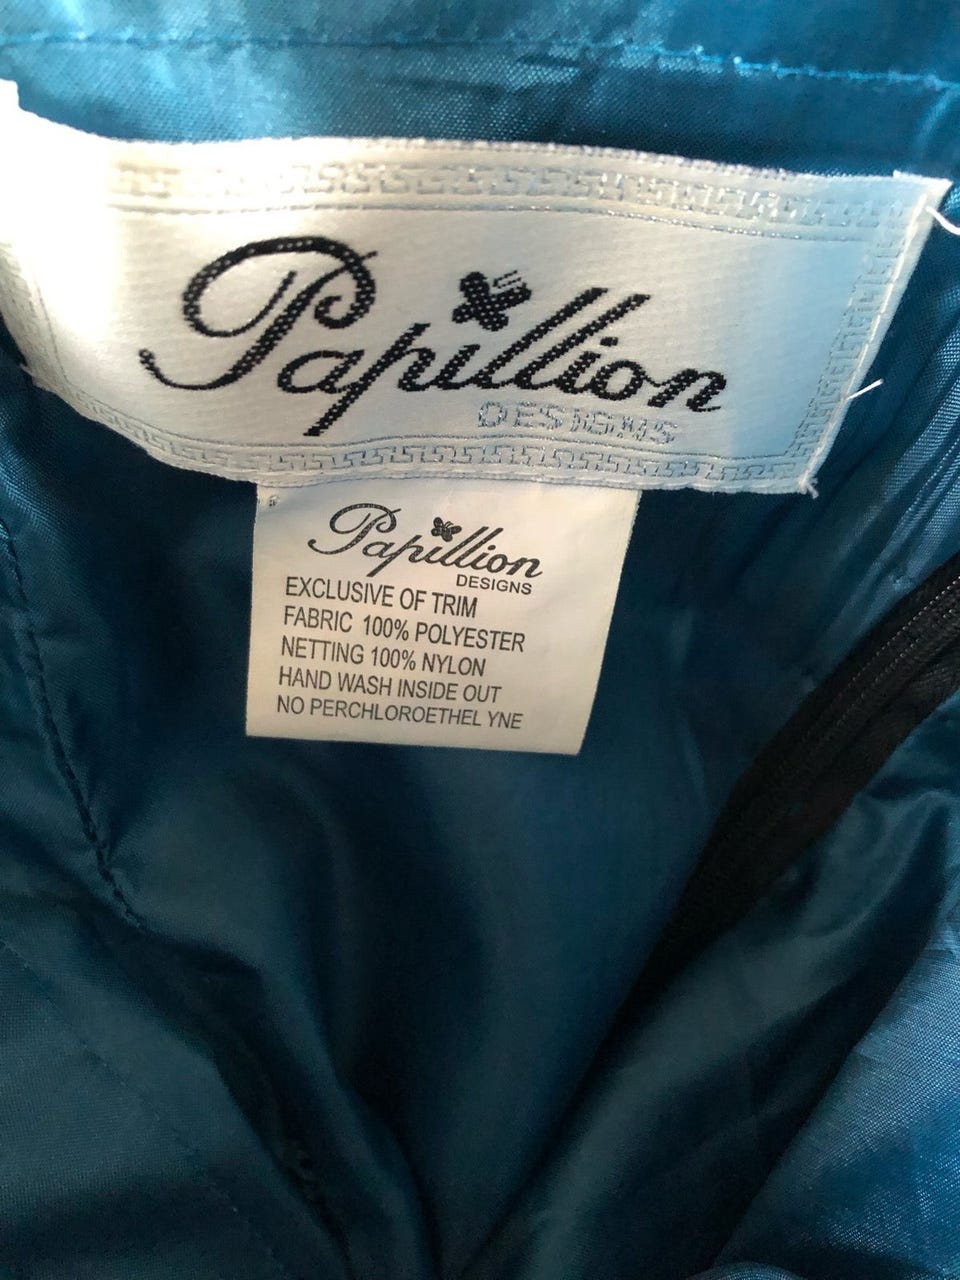 Papillion
DESIGNS
Papillion
DESIGNS
EXCLUSIVE OF TRIM
FABRIC 100% POLYESTER
NETTING 100% NYLON
HAND WASH INSIDE OUT
NO PERCHLOROETHEL YNE